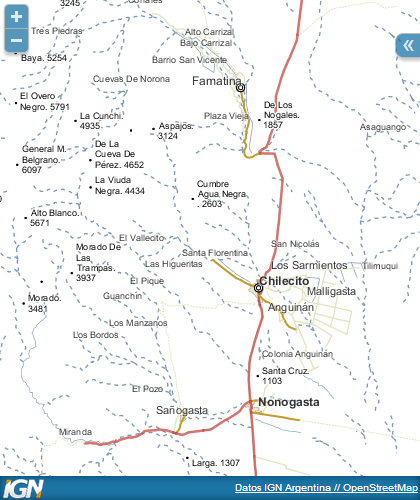 3245
Tres Piedras
Alto Carrizal
Bajo Carrizal
Baya. 5254
Barrio San Vicente
Cuevas De Norona
Famatina
El Overo
Negro. 5791
De Los
Nogales.
1857
Plaza Vieja
La Cunchi.
4935
Aspajos.
3124
Asaguango
General M.
Belgrano.
6097
De La
Cueva De
Pérez. 4652
La Viuda
Negra. 4434
Cumbre
Agua Negra
. 2603
Alto Blanco.
5671
El Vallecito
Morado De
Las
Trampas.
3937
Santa Florentina
San Nicolás
Las Higueritas
Los Sarmientos
Tilimuqui
El Pique
Chilecito
Malligasta
Guanchin
Morado.
3481
Anguinán
Los Manzanos
Los Bordos
Colonia Anguinán
Santa Cruz.
1103
El Pozo
Nonogasta
Sañogasta
Miranda
Larga. 1307
IGN
Datos IGN Argentina // OpenStreetMap